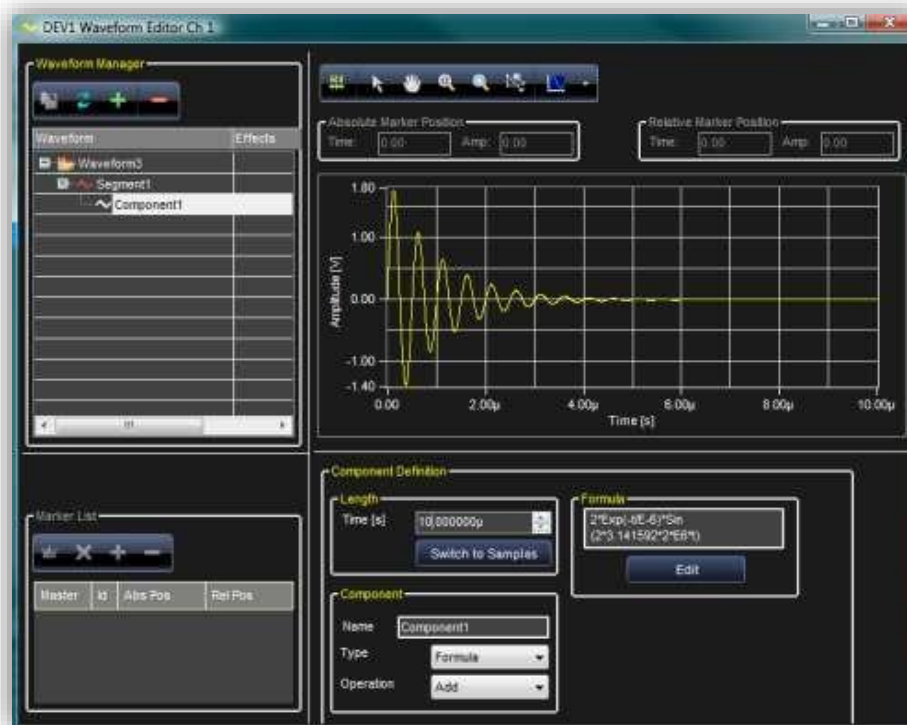 DEV1 Waveform Editor Ch 1
Waveform Manager
Waveform Effects
Waveform3
Segment1
Component1
Marker List
Master Id Abs Pos Rel Pos
Absolute Marker Position
Time: 0.00 Amp: 0.00
Relative Marker Position
Time: 0.00 Amp: 0.00
Amplitude [V]
1.80
1.00
0.00
-1.00
-1.40
0.00 2.00µ 4.00µ 6.00µ 8.00µ 10.00µ
Time [s]
Component Definition
Length
Time [s] 10.000000µ
Switch to Samples
Formula
2*Exp(-t/E-6)*Sin
(2*3.141592*2*E6*t)
Edit
Component
Name Component1
Type Formula
Operation Add